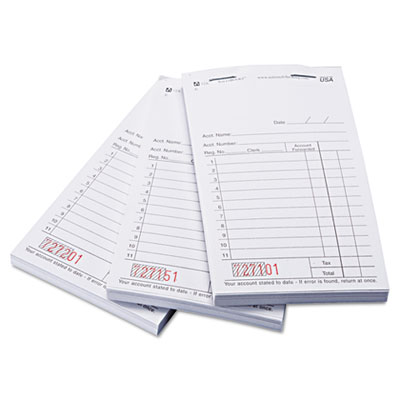 USA
Date / /
Acct. Name
Acct. Number
Reg. No. Clerk Account Forwarded
1
2
3
4
5
6
7
8
9
10
11
727101 Tax
Total
Your account stated to date - If error is found, return at once.
Acct. Name
Acct. Number
Reg. No.
1
2
3
4
5
6
7
8
9
10
11
727151
Your account stated to date
Acct.
Acct. Num
Reg. No.
1
2
3
4
5
6
7
8
9
10
11
727201
Your account stated to date - If error